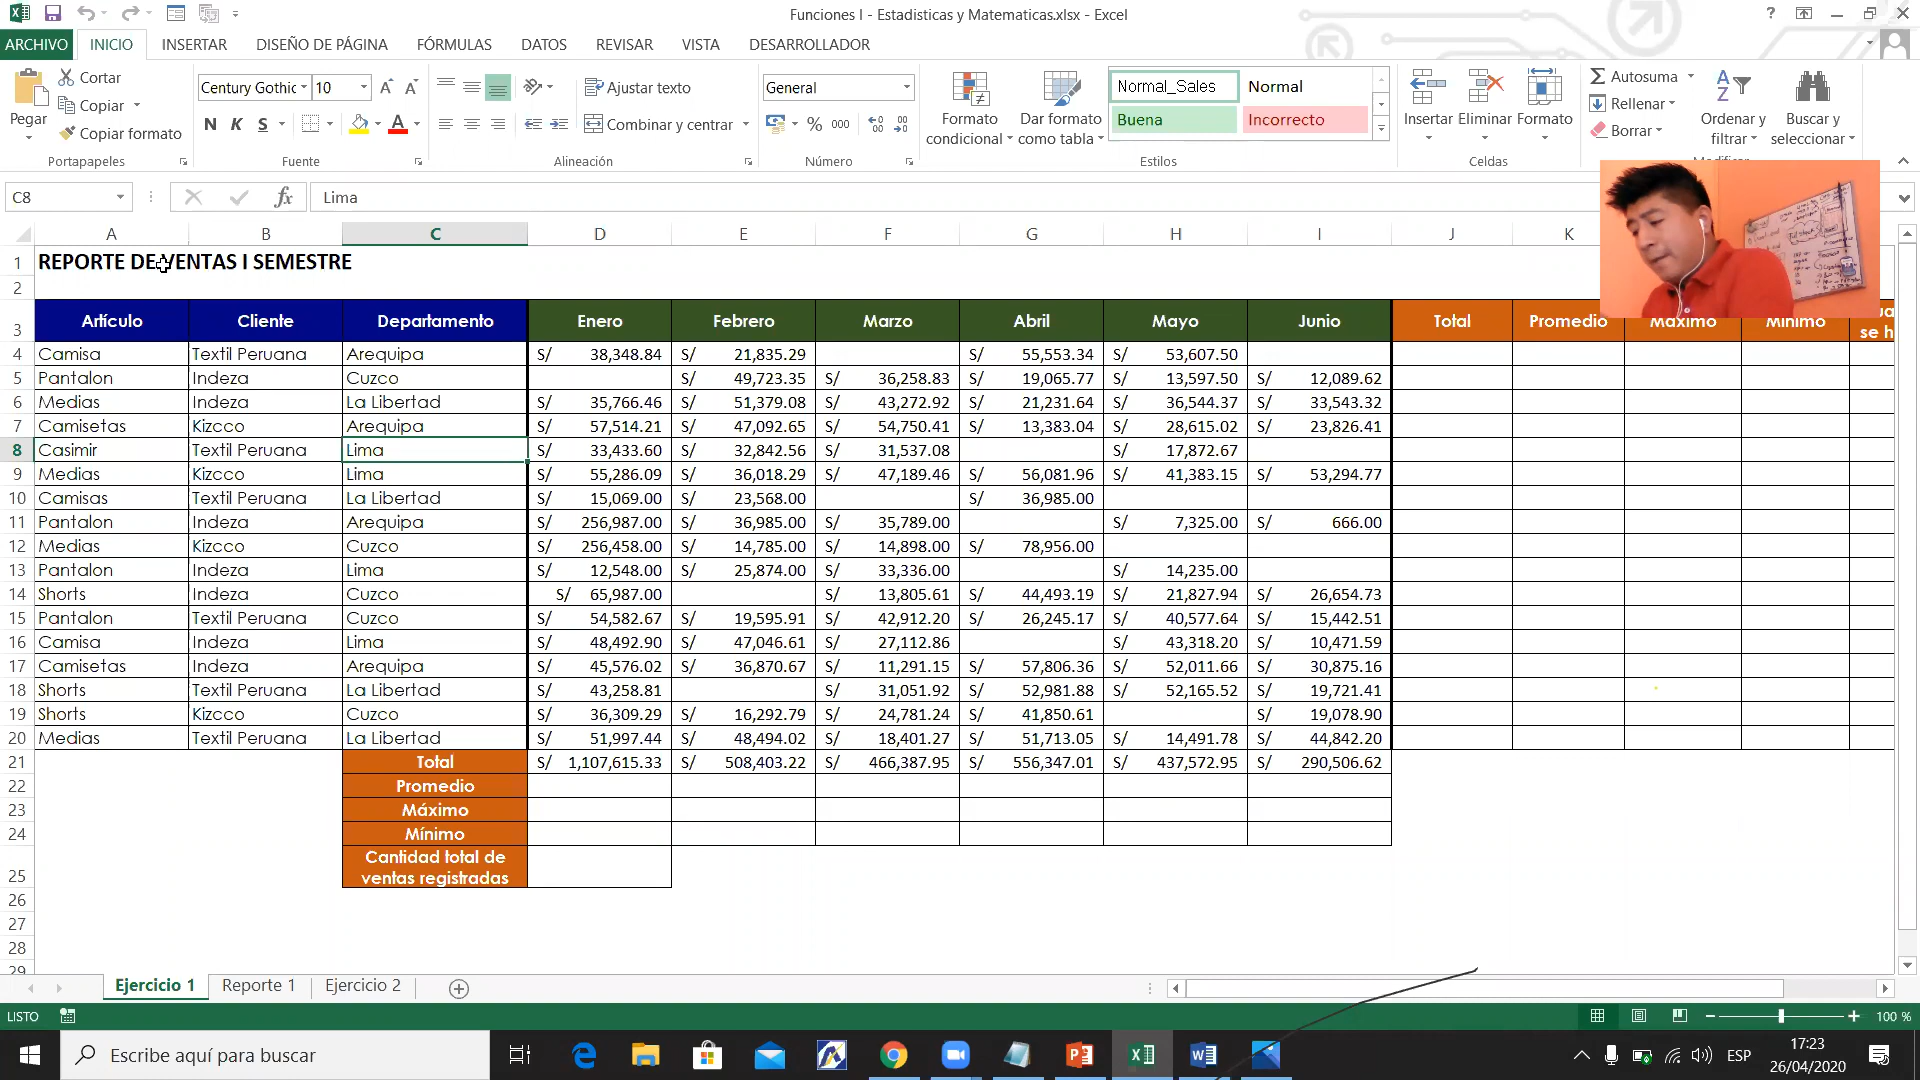 Funciones I - Estadisticas y Matematicas.xlsx - Excel
ARCHIVO INICIO INSERTAR DISEÑO DE PÁGINA FÓRMULAS DATOS REVISAR VISTA DESARROLLADOR
Pegar
Cortar
Copiar
Copiar formato
Portapapeles
Century Gothic 10
N K S
Fuente
Ajustar texto
Combinar y centrar
Alineación
General
% 000
Número
Formato condicional
Dar formato como tabla
Normal_Sales Normal
Buena Incorrecto
Estilos
Insertar Eliminar Formato
Celdas
Autosuma
Rellenar
Borrar
Ordenar y filtrar
Buscar y seleccionar
C8 fx Lima
A B C D E F G H I J K
1 REPORTE DE VENTAS I SEMESTRE
2
3 Artículo Cliente Departamento Enero Febrero Marzo Abril Mayo Junio Total Promedio Máximo Mínimo
4 Camisa Textil Peruana Arequipa S/ 38,348.84 S/ 21,835.29 S/ 55,553.34 S/ 53,607.50
5 Pantalon Indeza Cuzco S/ 49,723.35 S/ 36,258.83 S/ 19,065.77 S/ 13,597.50 S/ 12,089.62
6 Medias Indeza La Libertad S/ 35,766.46 S/ 51,379.08 S/ 43,272.92 S/ 21,231.64 S/ 36,544.37 S/ 33,543.32
7 Camisetas Kizcco Arequipa S/ 57,514.21 S/ 47,092.65 S/ 54,750.41 S/ 13,383.04 S/ 28,615.02 S/ 23,826.41
8 Casimir Textil Peruana Lima S/ 33,433.60 S/ 32,842.56 S/ 31,537.08 S/ 17,872.67
9 Medias Kizcco Lima S/ 55,286.09 S/ 36,018.29 S/ 47,189.46 S/ 56,081.96 S/ 41,383.15 S/ 53,294.77
10 Camisas Textil Peruana La Libertad S/ 15,069.00 S/ 23,568.00 S/ 36,985.00
11 Pantalon Indeza Arequipa S/ 256,987.00 S/ 36,985.00 S/ 35,789.00 S/ 7,325.00 S/ 666.00
12 Medias Kizcco Cuzco S/ 256,458.00 S/ 14,785.00 S/ 14,898.00 S/ 78,956.00
13 Pantalon Indeza Lima S/ 12,548.00 S/ 25,874.00 S/ 33,336.00 S/ 14,235.00
14 Shorts Indeza Cuzco S/ 65,987.00 S/ 13,805.61 S/ 44,493.19 S/ 21,827.94 S/ 26,654.73
15 Pantalon Textil Peruana Cuzco S/ 54,582.67 S/ 19,595.91 S/ 42,912.20 S/ 26,245.17 S/ 40,577.64 S/ 15,442.51
16 Camisa Indeza Lima S/ 48,492.90 S/ 47,046.61 S/ 27,112.86 S/ 43,318.20 S/ 10,471.59
17 Camisetas Indeza Arequipa S/ 45,576.02 S/ 36,870.67 S/ 11,291.15 S/ 57,806.36 S/ 52,011.66 S/ 30,875.16
18 Shorts Textil Peruana La Libertad S/ 43,258.81 S/ 31,051.92 S/ 52,981.88 S/ 52,165.52 S/ 19,721.41
19 Shorts Kizcco Cuzco S/ 36,309.29 S/ 16,292.79 S/ 24,781.24 S/ 41,850.61 S/ 19,078.90
20 Medias Textil Peruana La Libertad S/ 51,997.44 S/ 48,494.02 S/ 18,401.27 S/ 51,713.05 S/ 14,491.78 S/ 44,842.20
21 Total S/ 1,107,615.33 S/ 508,403.22 S/ 466,387.95 S/ 556,347.01 S/ 437,572.95 S/ 290,506.62
22 Promedio
23 Máximo
24 Mínimo
25 Cantidad total de ventas registradas
26
27
28
29
Ejercicio 1 Reporte 1 Ejercicio 2
LISTO 100 %
Escribe aquí para buscar
ESP
17:23
26/04/2020